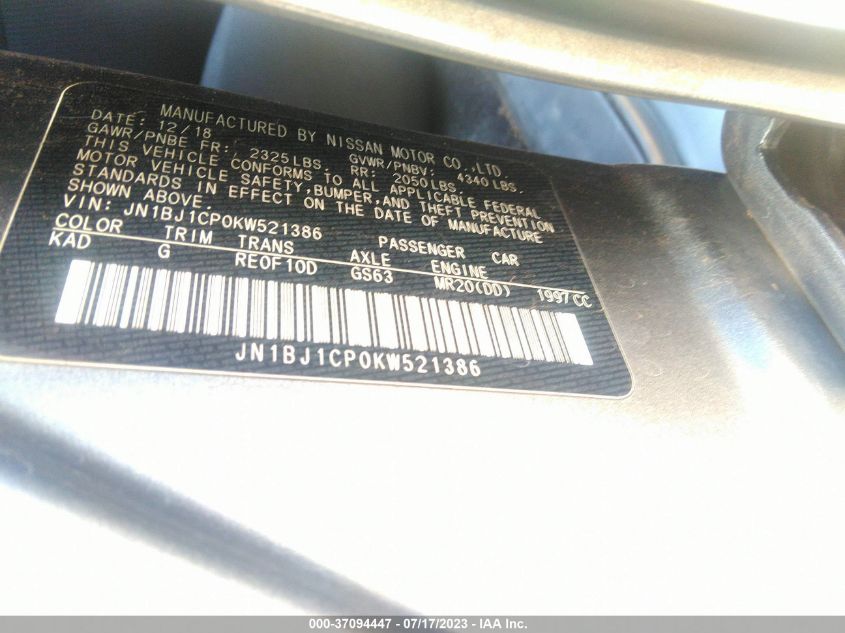 MANUFACTURED BY NISSAN MOTOR CO.,LTD.
DATE: 12/18 GVWR/PNBV: 4340 LBS.
GAWR/PNBE FR: 2325 LBS. RR: 2050 LBS.
THIS VEHICLE CONFORMS TO ALL APPLICABLE FEDERAL
MOTOR VEHICLE SAFETY,BUMPER,AND THEFT PREVENTION
STANDARDS IN EFFECT ON THE DATE OF MANUFACTURE
SHOWN ABOVE.
VIN: JN1BJ1CP0KW521386 PASSENGER CAR
COLOR TRIM TRANS AXLE ENGINE
KAD G RE0F10D GS63 MR20(DD) 1997 CC
JN1BJ1CP0KW521386
000-37094447 - 07/17/2023 - IAA Inc.